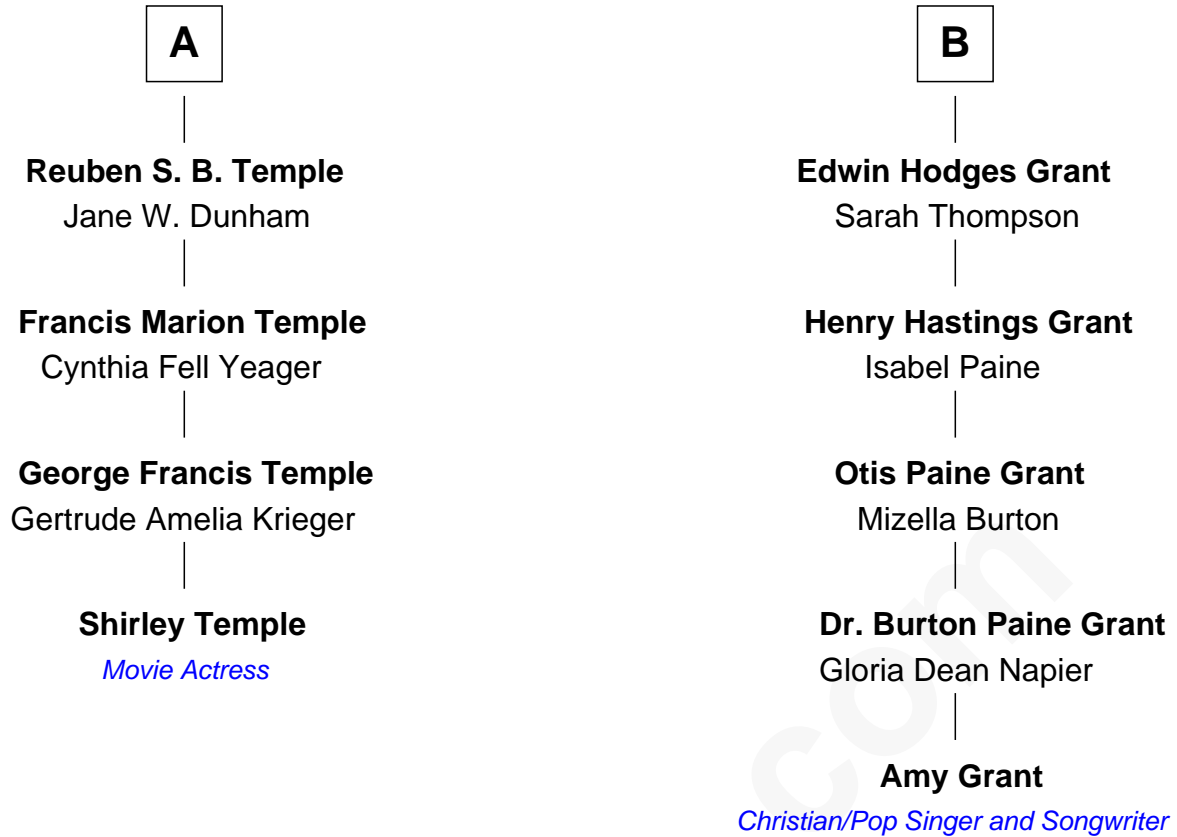 A
Reuben S. B. Temple
Jane W. Dunham
Francis Marion Temple
Cynthia Fell Yeager
George Francis Temple
Gertrude Amelia Krieger
Shirley Temple
Movie Actress
B
Edwin Hodges Grant
Sarah Thompson
Henry Hastings Grant
Isabel Paine
Otis Paine Grant
Mizella Burton
Dr. Burton Paine Grant
Gloria Dean Napier
Amy Grant
Christian/Pop Singer and Songwriter
com